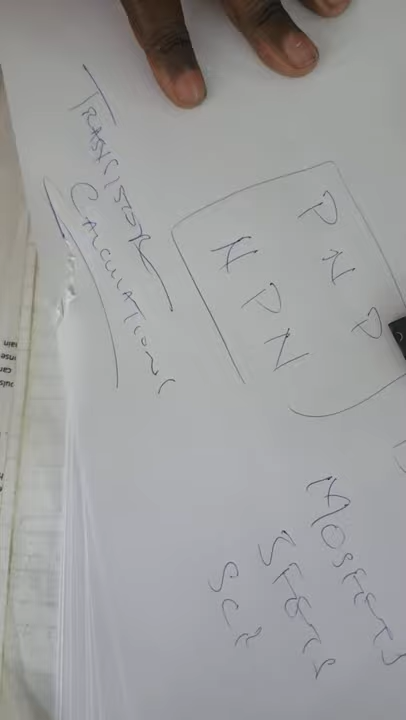 TRANSISTOR
CALCULATIONS
PNP
NPN
MOSFETS
SFETS
SCR